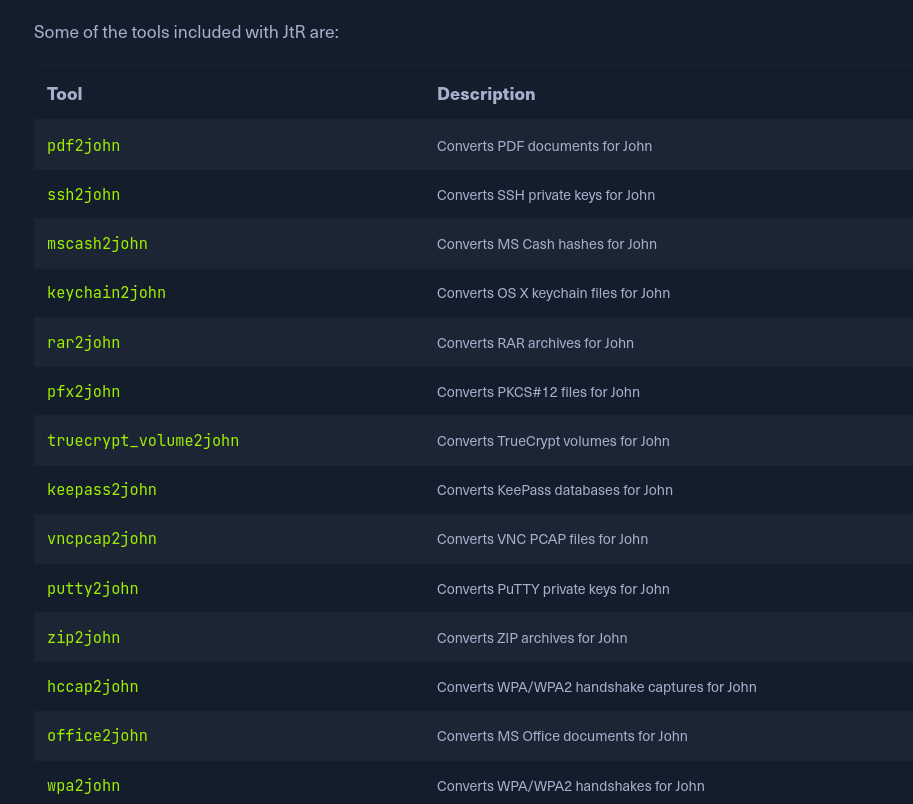 Some of the tools included with JtR are:
Tool Description
pdf2john Converts PDF documents for John
ssh2john Converts SSH private keys for John
mscash2john Converts MS Cash hashes for John
keychain2john Converts OS X keychain files for John
rar2john Converts RAR archives for John
pfx2john Converts PKCS#12 files for John
truecrypt_volume2john Converts TrueCrypt volumes for John
keepass2john Converts KeePass databases for John
vncpcap2john Converts VNC PCAP files for John
putty2john Converts PuTTY private keys for John
zip2john Converts ZIP archives for John
hccap2john Converts WPA/WPA2 handshake captures for John
office2john Converts MS Office documents for John
wpa2john Converts WPA/WPA2 handshakes for John